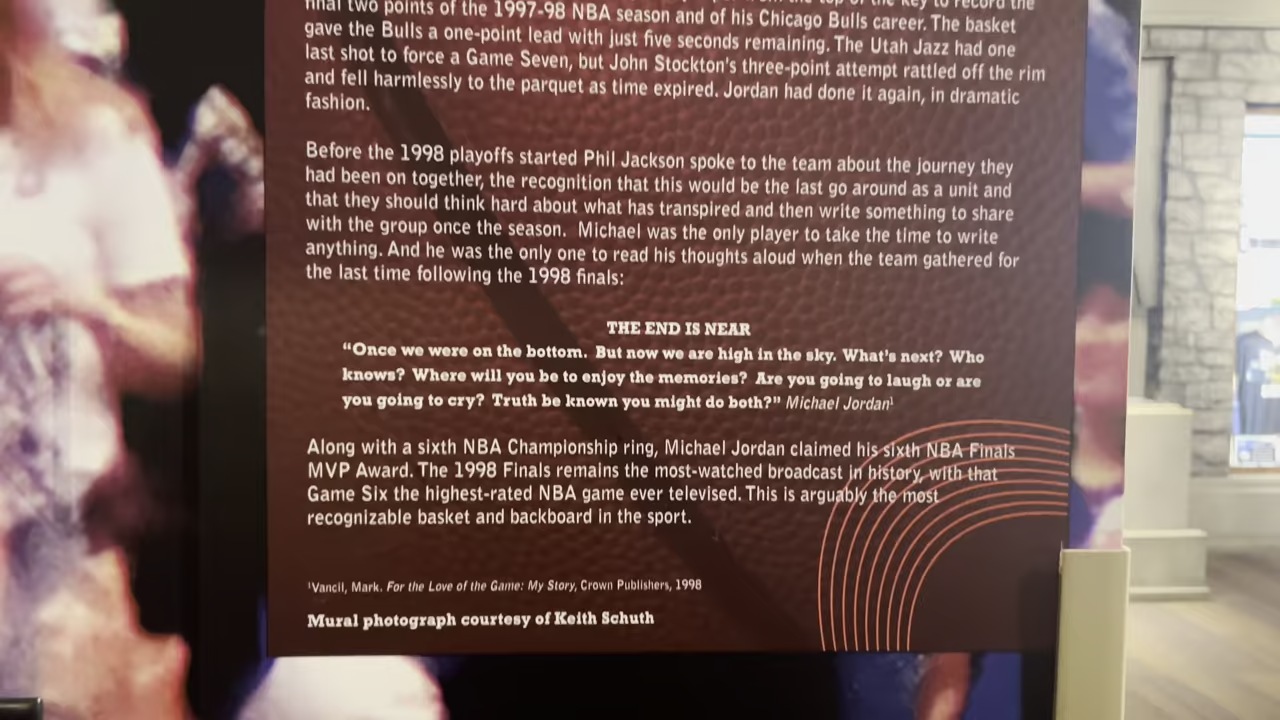 final two points of the 1997-98 NBA season and of his Chicago Bulls career. The basket
gave the Bulls a one-point lead with just five seconds remaining. The Utah Jazz had one
last shot to force a Game Seven, but John Stockton's three-point attempt rattled off the rim
and fell harmlessly to the parquet as time expired. Jordan had done it again, in dramatic
fashion.
Before the 1998 playoffs started Phil Jackson spoke to the team about the journey they
had been on together, the recognition that this would be the last go around as a unit and
that they should think hard about what has transpired and then write something to share
with the group once the season. Michael was the only player to take the time to write
anything. And he was the only one to read his thoughts aloud when the team gathered for
the last time following the 1998 finals:
THE END IS NEAR
“Once we were on the bottom. But now we are high in the sky. What's next? Who
knows? Where will you be to enjoy the memories? Are you going to laugh or are
you going to cry? Truth be known you might do both?” Michael Jordan¹
Along with a sixth NBA Championship ring, Michael Jordan claimed his sixth NBA Finals
MVP Award. The 1998 Finals remains the most-watched broadcast in history, with that
Game Six the highest-rated NBA game ever televised. This is arguably the most
recognizable basket and backboard in the sport.
¹Vancil, Mark. For the Love of the Game: My Story, Crown Publishers, 1998
Mural photograph courtesy of Keith Schuth